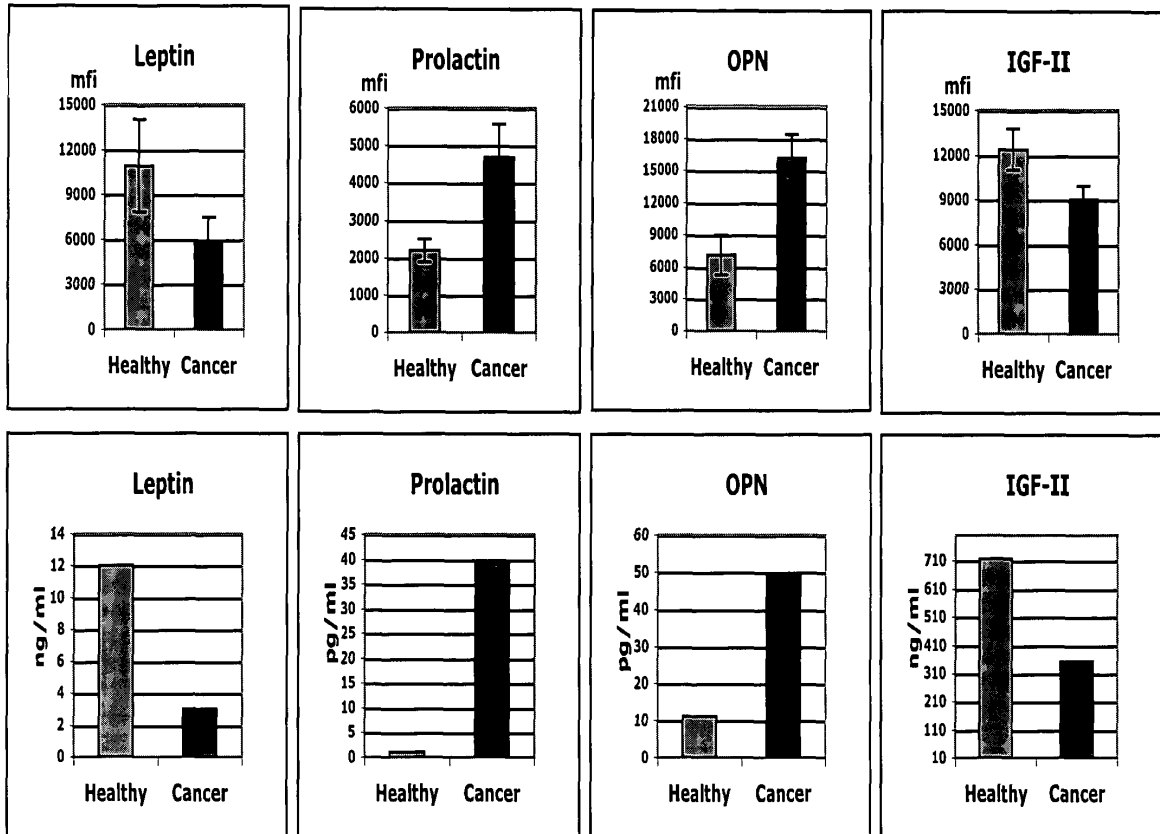 Leptin
mfi
15000
12000
9000
6000
3000
0
Healthy Cancer
Prolactin
mfi
6000
5000
4000
3000
2000
1000
0
Healthy Cancer
OPN
mfi
21000
18000
15000
12000
9000
6000
3000
0
Healthy Cancer
IGF-II
mfi
15000
12000
9000
6000
3000
0
Healthy Cancer
Leptin
ng/ml
14
12
10
8
6
4
2
0
Healthy Cancer
Prolactin
pg/ml
45
40
35
30
25
20
15
10
5
0
Healthy Cancer
OPN
pg/ml
60
50
40
30
20
10
0
Healthy Cancer
IGF-II
ng/ml
710
610
510
410
310
210
110
10
Healthy Cancer